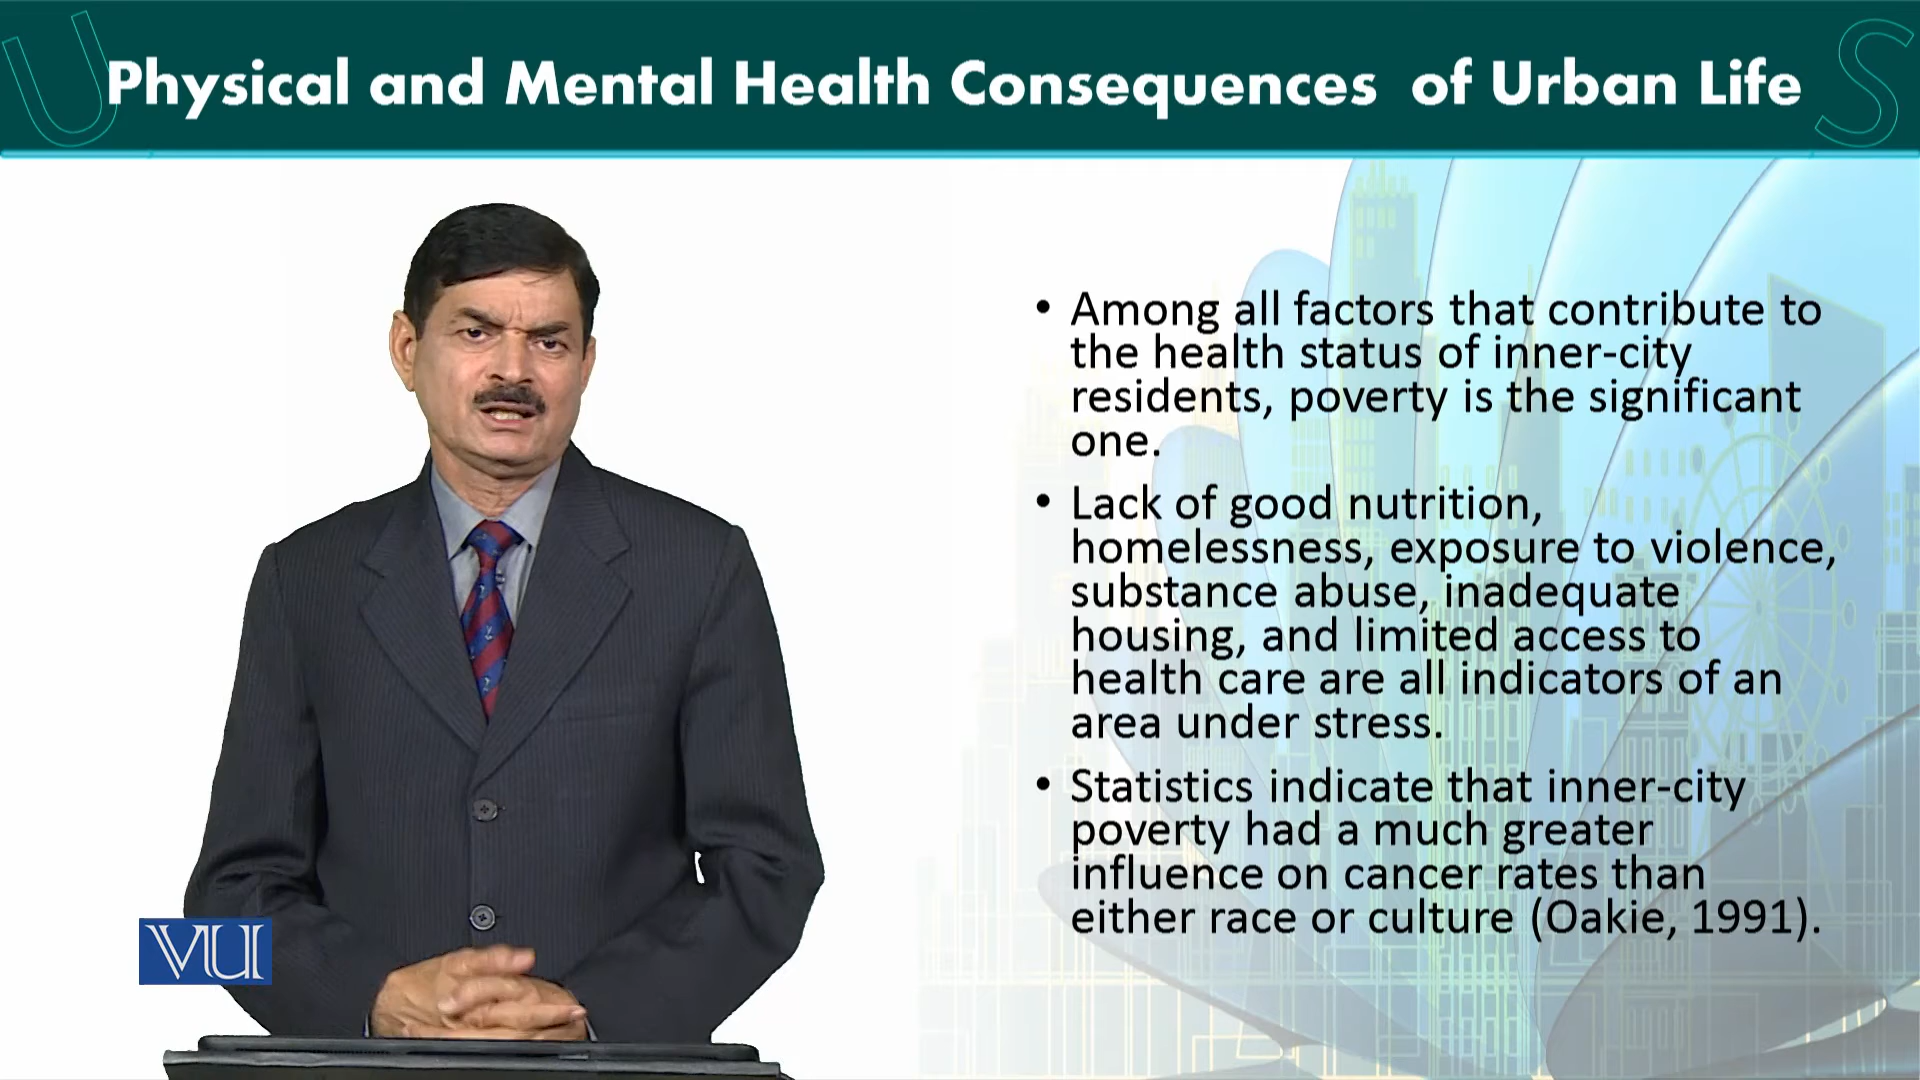 U
Physical and Mental Health Consequences of Urban Life
S
• Among all factors that contribute to
the health status of inner-city
residents, poverty is the significant
one.
• Lack of good nutrition,
homelessness, exposure to violence,
substance abuse, inadequate
housing, and limited access to
health care are all indicators of an
area under stress.
• Statistics indicate that inner-city
poverty had a much greater
influence on cancer rates than
either race or culture (Oakie, 1991).
VU